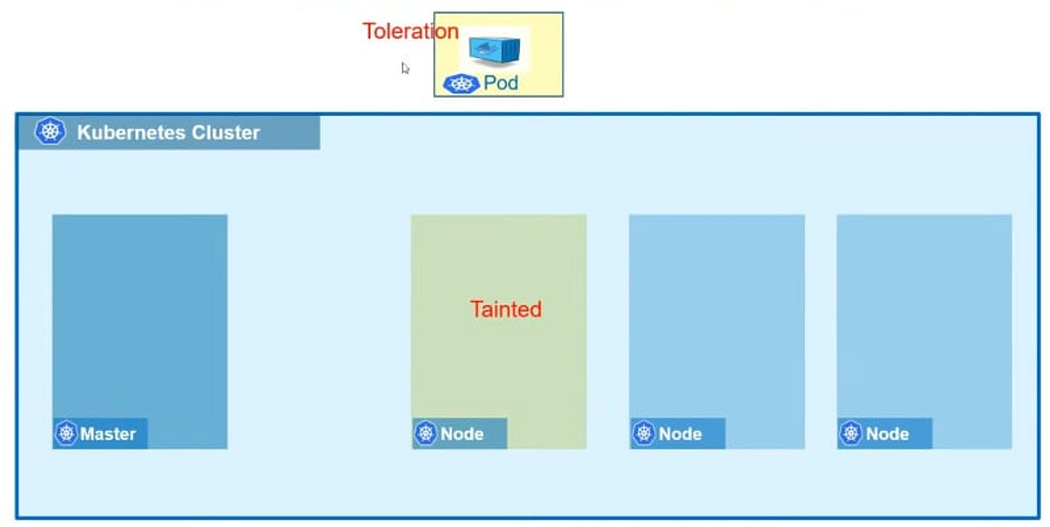 Toleration
Pod
Kubernetes Cluster
Tainted
Master
Node
Node
Node